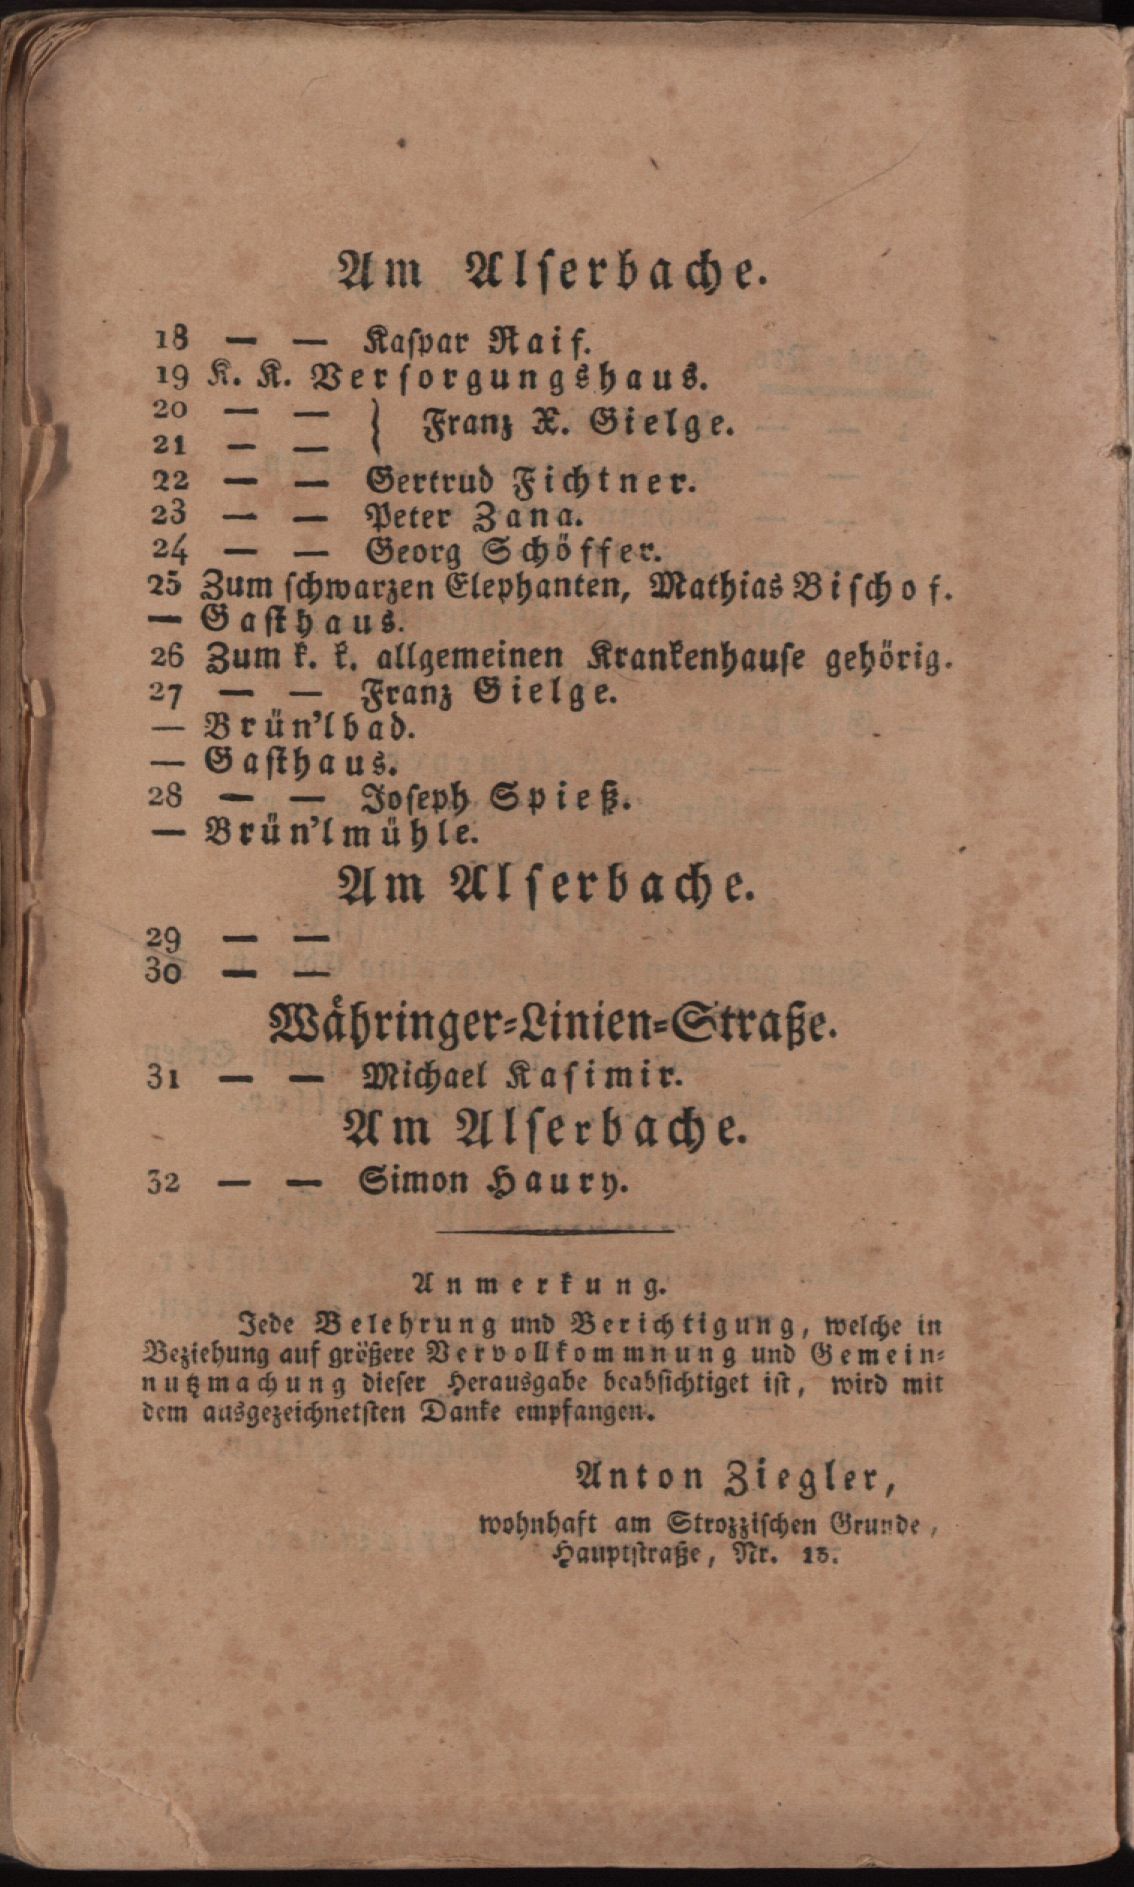 Am Alserbache.
18 — — Kaspar Raif.
19 K. K. Versorgungshaus.
20 — — } Franz X. Gielge.
21 — —
22 — — Gertrud Fichtner.
23 — — Peter Zana.
24 — — Georg Schöffer.
25 Zum schwarzen Elephanten, Mathias Bischof.
— Gasthaus.
26 Zum k. k. allgemeinen Krankenhause gehörig.
27 — — Franz Gielge.
— Brün'lbad.
— Gasthaus.
28 — — Joseph Spieß.
— Brün'lmühle.
Am Alserbache.
29 — —
30 — —
Währinger-Linien-Straße.
31 — — Michael Kasimir.
Am Alserbache.
32 — — Simon Haury.
Anmerkung.
Jede Belehrung und Berichtigung, welche in
Beziehung auf größere Vervollkommnung und Gemein-
nutzmachung dieser Herausgabe beabsichtiget ist, wird mit
dem ausgezeichnetsten Danke empfangen.
Anton Ziegler,
wohnhaft am Strozzischen Grunde,
Hauptstraße, Nr. 13.